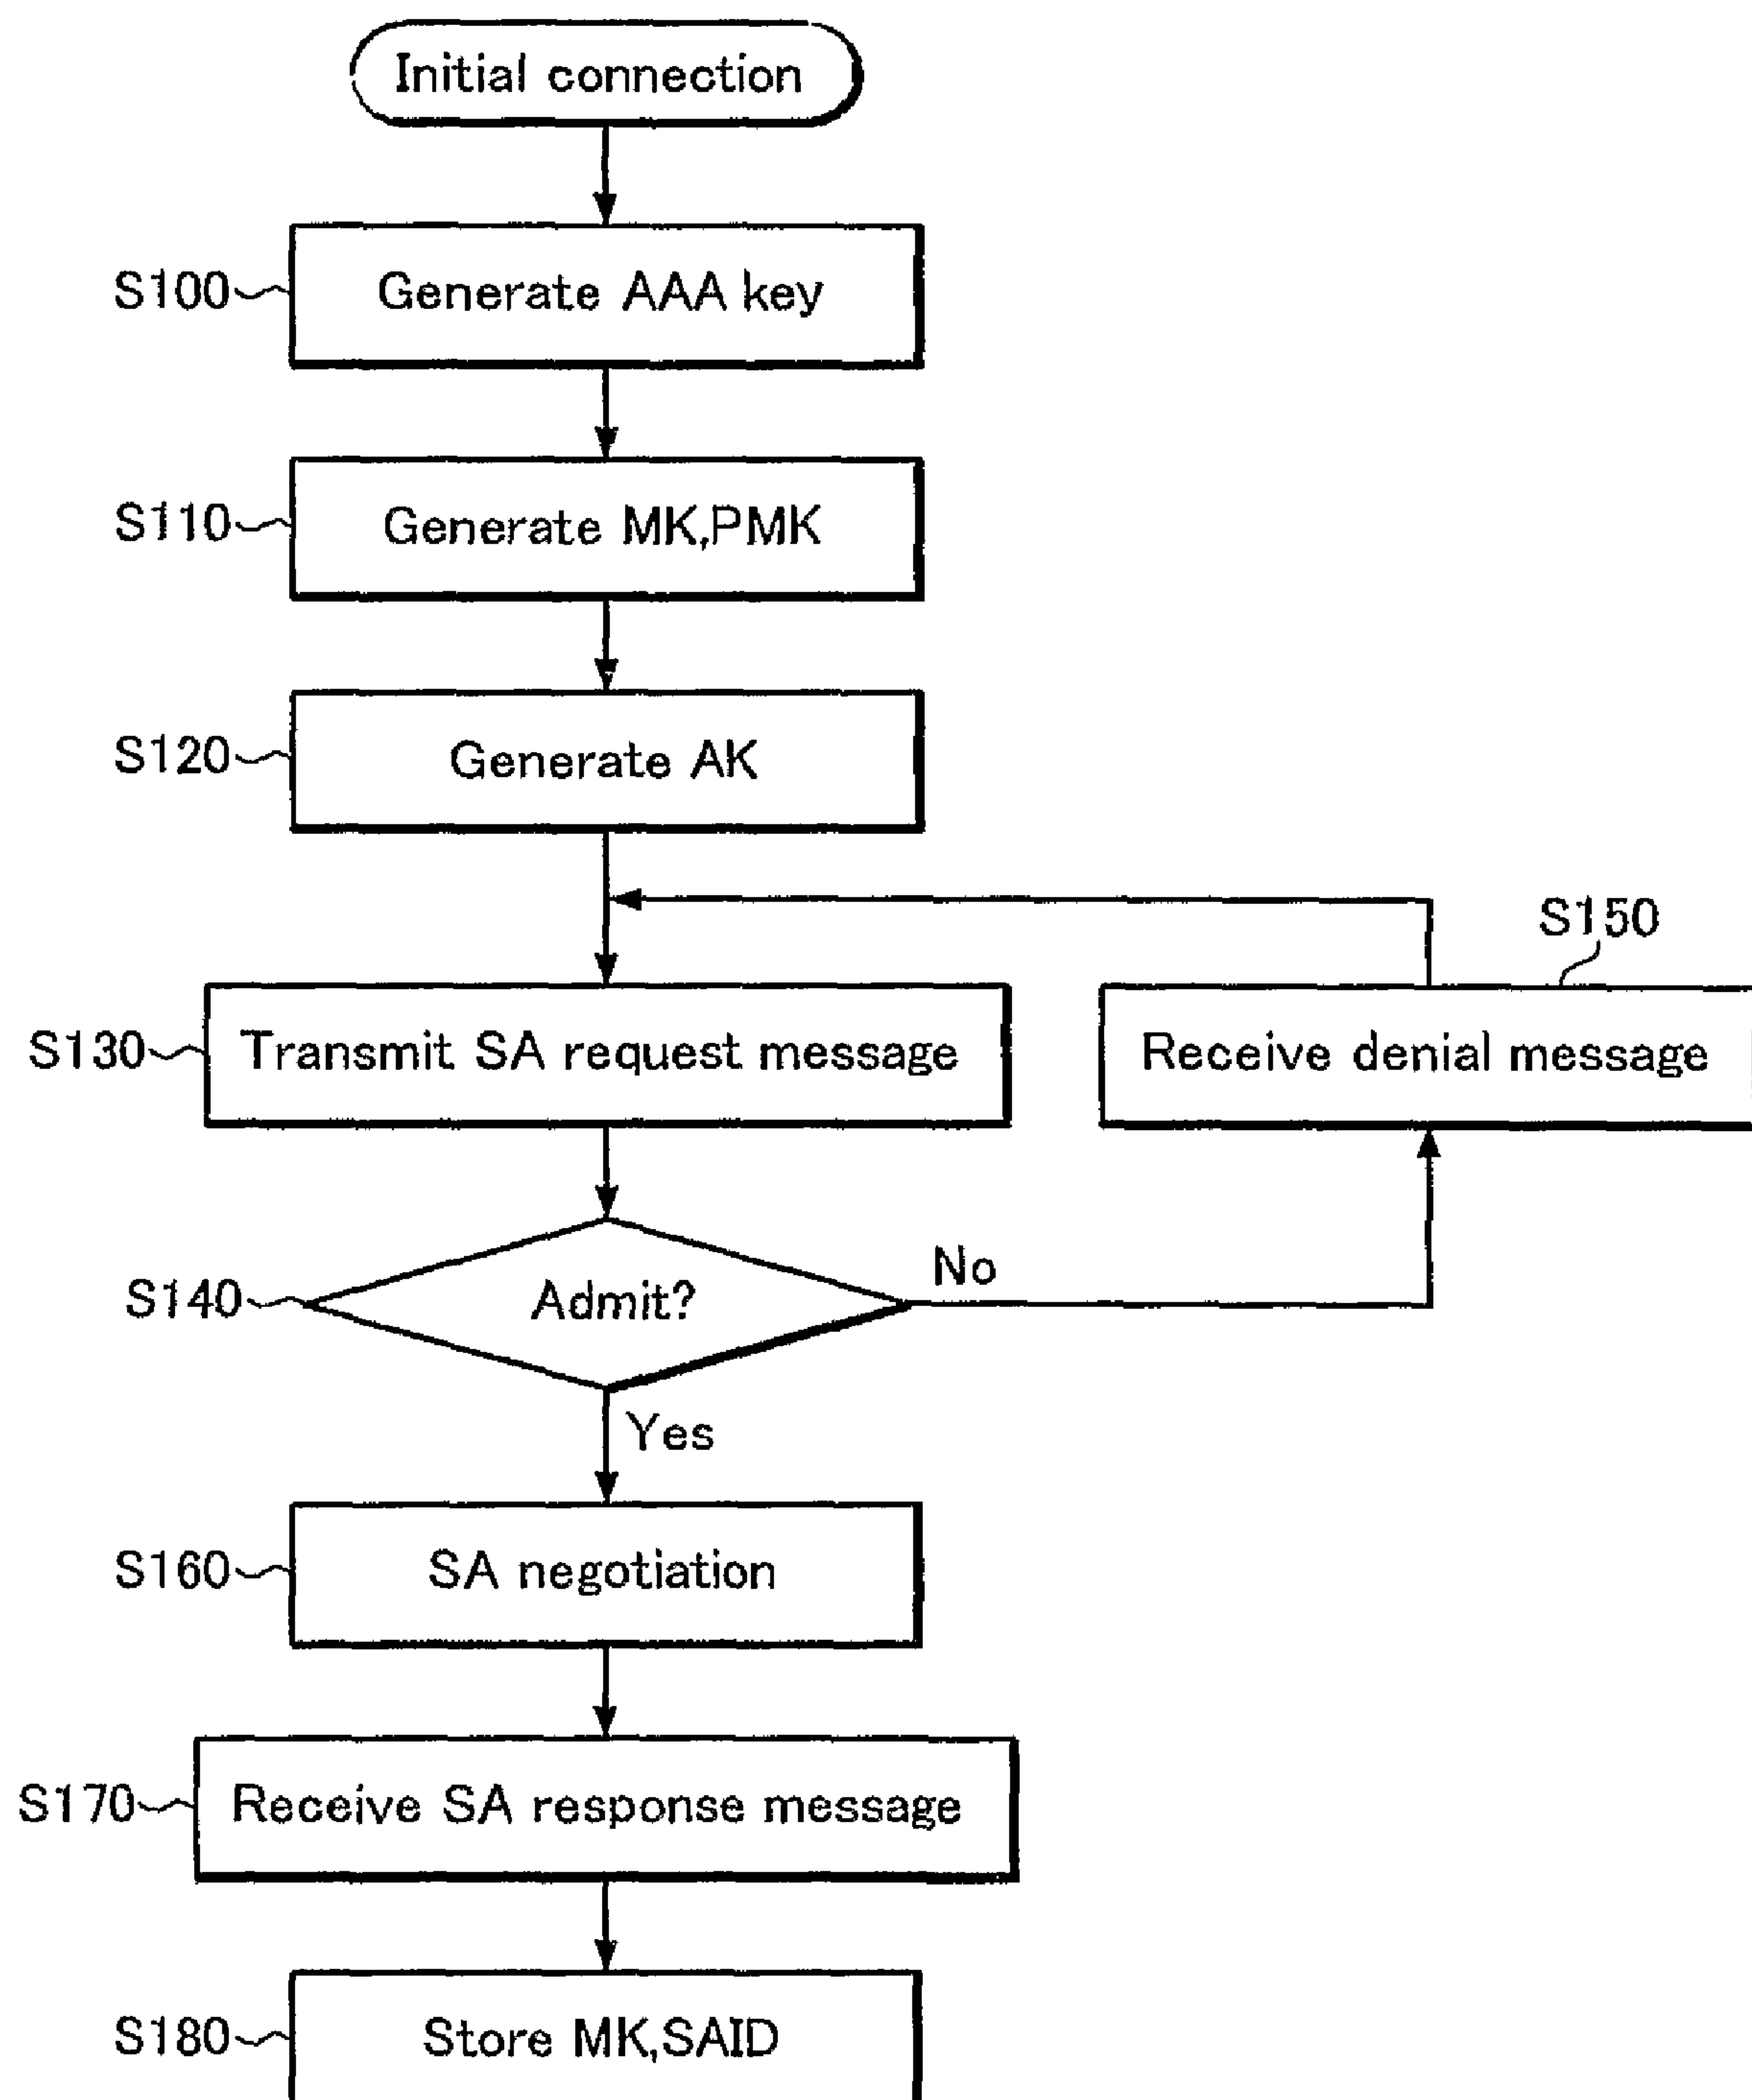 Initial connection
S100
Generate AAA key
S110
Generate MK,PMK
S120
Generate AK
S150
S130
Transmit SA request message
Receive denial message
S140
Admit?
No
Yes
S160
SA negotiation
S170
Receive SA response message
S180
Store MK,SAID